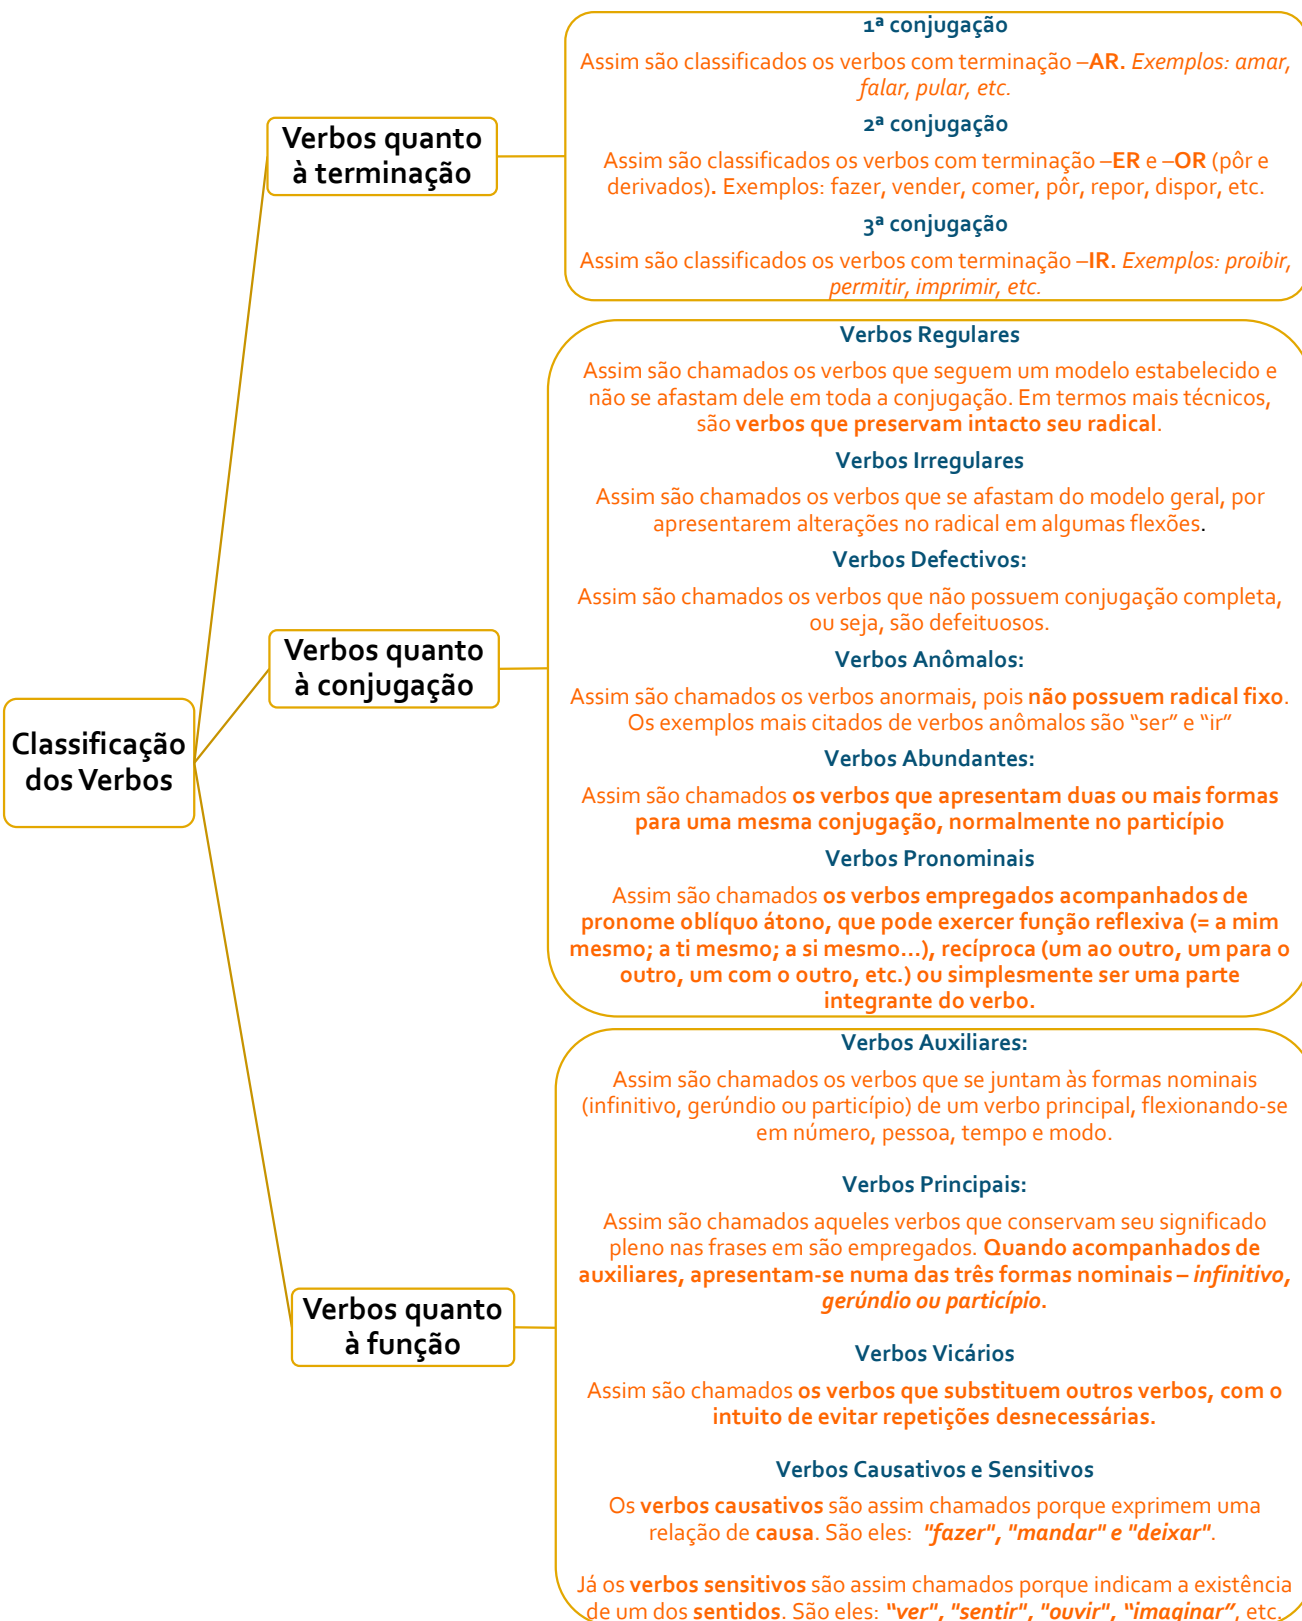 Classificação
dos Verbos
Verbos quanto
à terminação
1ª conjugação
Assim são classificados os verbos com terminação –AR. Exemplos: amar,
falar, pular, etc.
2ª conjugação
Assim são classificados os verbos com terminação –ER e –OR (pôr e
derivados). Exemplos: fazer, vender, comer, pôr, repor, dispor, etc.
3ª conjugação
Assim são classificados os verbos com terminação –IR. Exemplos: proibir,
permitir, imprimir, etc.
Verbos quanto
à conjugação
Verbos Regulares
Assim são chamados os verbos que seguem um modelo estabelecido e
não se afastam dele em toda a conjugação. Em termos mais técnicos,
são verbos que preservam intacto seu radical.
Verbos Irregulares
Assim são chamados os verbos que se afastam do modelo geral, por
apresentarem alterações no radical em algumas flexões.
Verbos Defectivos:
Assim são chamados os verbos que não possuem conjugação completa,
ou seja, são defeituosos.
Verbos Anômalos:
Assim são chamados os verbos anormais, pois não possuem radical fixo.
Os exemplos mais citados de verbos anômalos são “ser” e “ir”
Verbos Abundantes:
Assim são chamados os verbos que apresentam duas ou mais formas
para uma mesma conjugação, normalmente no particípio
Verbos Pronominais
Assim são chamados os verbos empregados acompanhados de
pronome oblíquo átono, que pode exercer função reflexiva (= a mim
mesmo; a ti mesmo; a si mesmo...), recíproca (um ao outro, um para o
outro, um com o outro, etc.) ou simplesmente ser uma parte
integrante do verbo.
Verbos quanto
à função
Verbos Auxiliares:
Assim são chamados os verbos que se juntam às formas nominais
(infinitivo, gerúndio ou particípio) de um verbo principal, flexionando-se
em número, pessoa, tempo e modo.
Verbos Principais:
Assim são chamados aqueles verbos que conservam seu significado
pleno nas frases em são empregados. Quando acompanhados de
auxiliares, apresentam-se numa das três formas nominais – infinitivo,
gerúndio ou particípio.
Verbos Vicários
Assim são chamados os verbos que substituem outros verbos, com o
intuito de evitar repetições desnecessárias.
Verbos Causativos e Sensitivos
Os verbos causativos são assim chamados porque exprimem uma
relação de causa. São eles: "fazer", "mandar" e "deixar".
Já os verbos sensitivos são assim chamados porque indicam a existência
de um dos sentidos. São eles: “ver", "sentir", "ouvir", “imaginar”, etc.